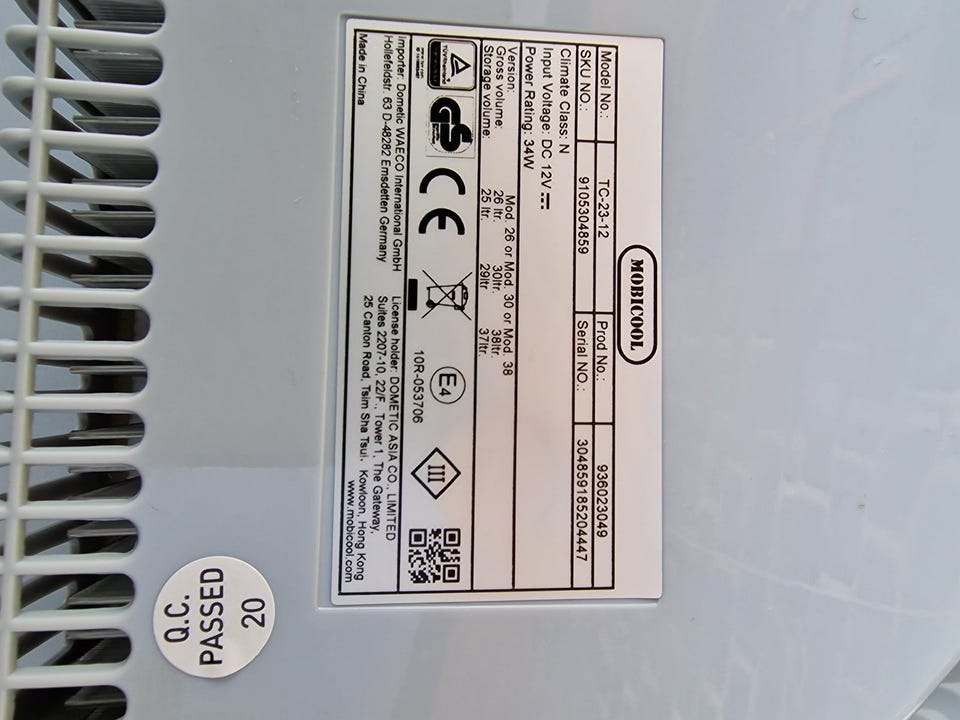 MOBICOOL
Model No.: TC-23-12 Prod No.: 936023049
SKU NO.: 9105304859 Serial NO.: 304859185204447
Climate Class: N
Input Voltage: DC 12V
Power Rating: 34W
Version: Mod. 26 or Mod. 30 or Mod. 38
Gross volume: 26 ltr. 30ltr. 38ltr.
Storage volume: 25 ltr. 29ltr. 37ltr.
GS CE E4 III
10R-053706
Importer: Dometic WAECO International GmbH
Hollefeldstr. 63 D-48282 Emsdetten Germany
Made in China
License holder: DOMETIC ASIA CO., LIMITED
Suites 2207-10, 22/F., Tower 1, The Gateway,
25 Canton Road, Tsim Sha Tsui, Kowloon, Hong Kong
www.mobicool.com
Q.C.
PASSED
20